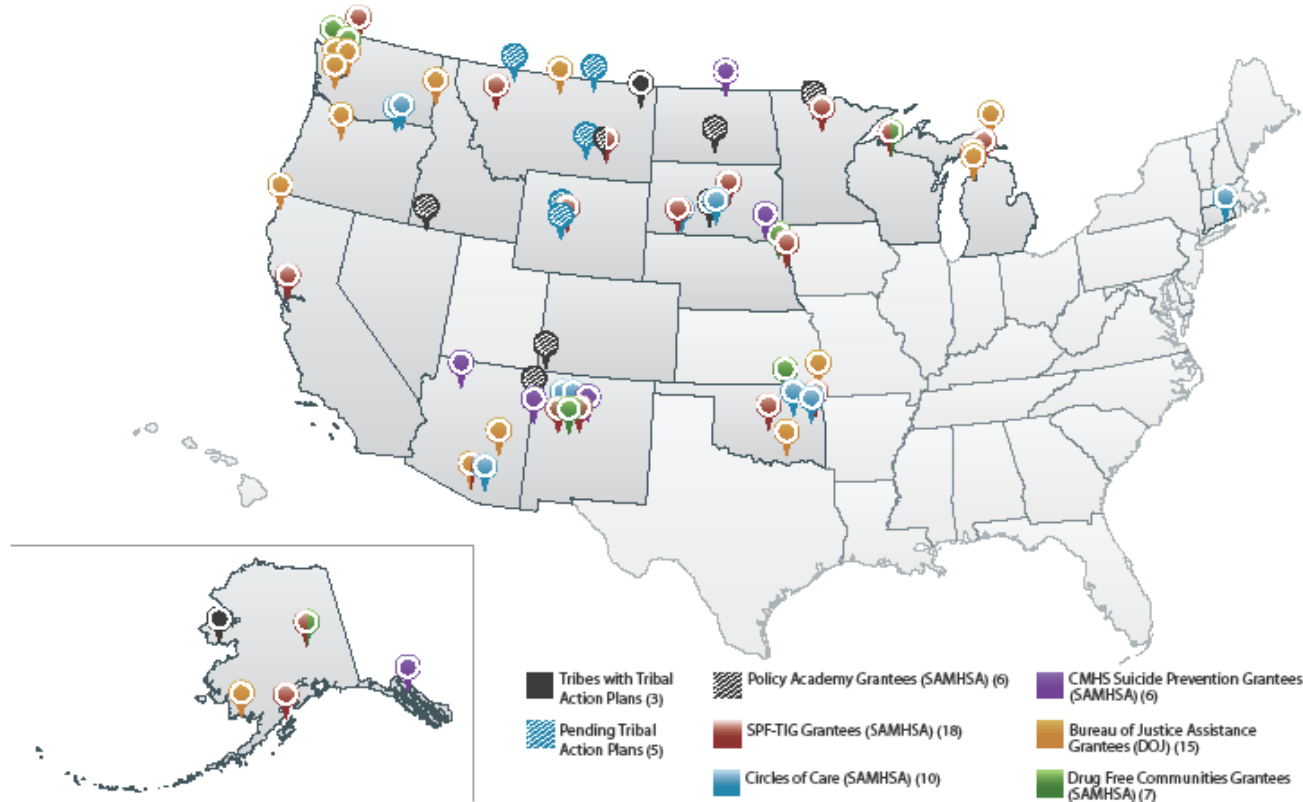 Tribes with Tribal
Action Plans (3)
Pending Tribal
Action Plans (5)
Policy Academy Grantees (SAMHSA) (6)
SPF-TIG Grantees (SAMHSA) (18)
Circles of Care (SAMHSA) (10)
CMHS Suicide Prevention Grantees
(SAMHSA) (6)
Bureau of Justice Assistance
Grantees (DOJ) (15)
Drug Free Communities Grantees
(SAMHSA) (7)